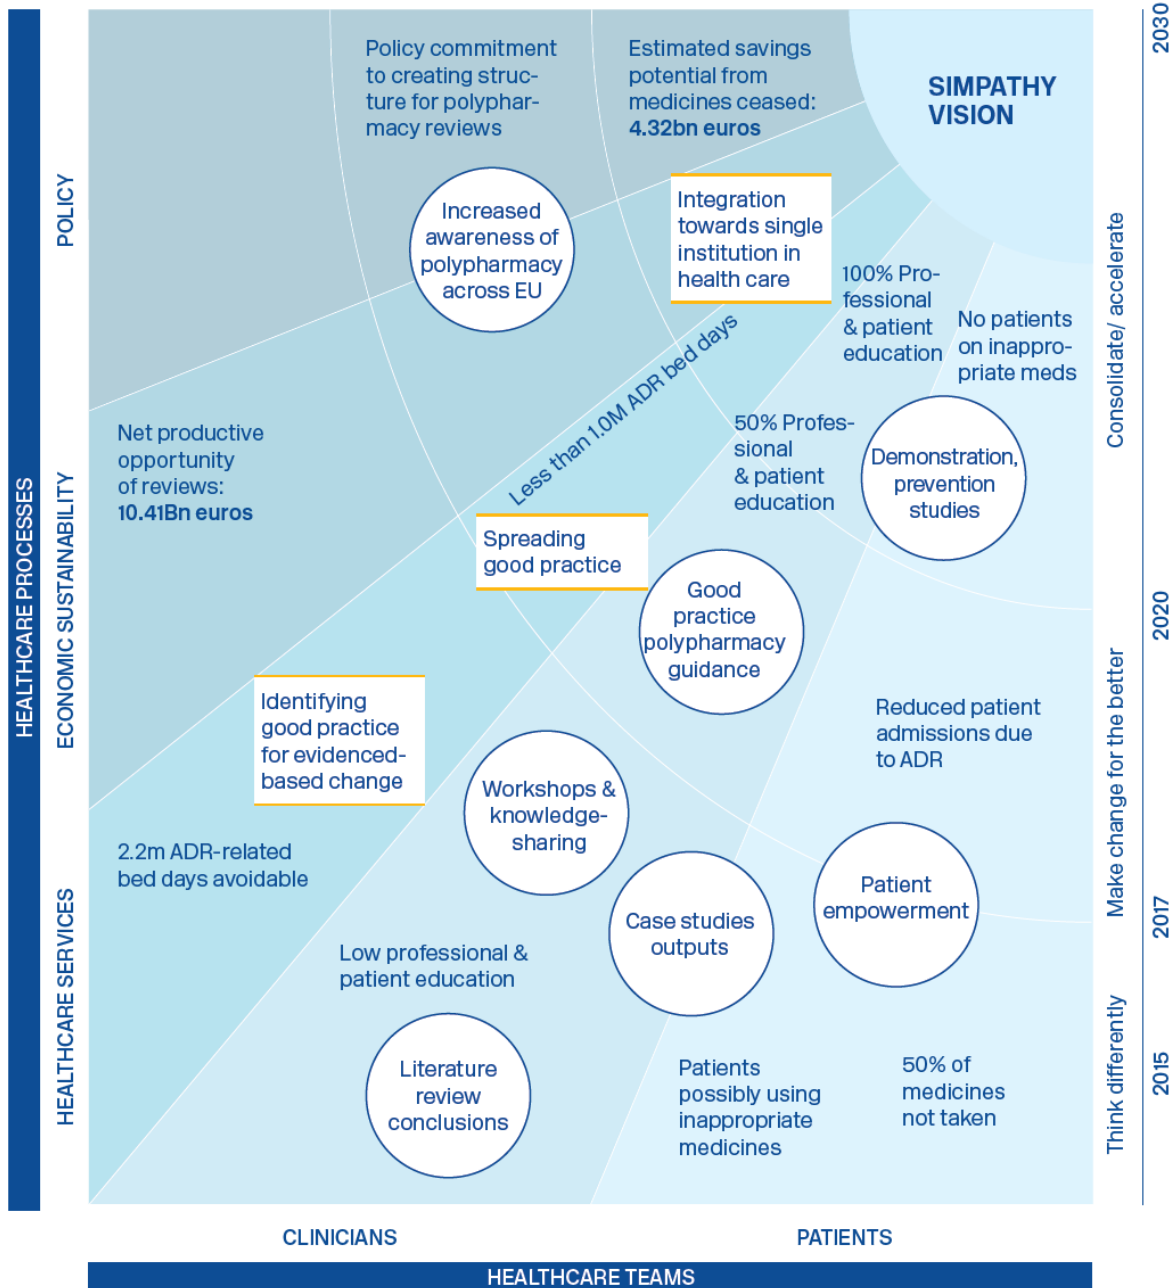 Policy commitment
to creating struc-
ture for polyphar-
macy reviews
Estimated savings
potential from
medicines ceased:
4.32bn euros
SIMPATHY
VISION
Increased
awareness of
polypharmacy
across EU
Integration
towards single
institution in
health care
100% Pro-
fessional
& patient
education
No patients
on inappro-
priate meds
Less than 1.0M ADR bed days
Net productive
opportunity
of reviews:
10.41Bn euros
50% Profes-
sional
& patient
education
Demonstration,
prevention
studies
Spreading
good practice
Good
practice
polypharmacy
guidance
Identifying
good practice
for evidenced-
based change
Reduced patient
admissions due
to ADR
Workshops &
knowledge-
sharing
2.2m ADR-related
bed days avoidable
Case studies
outputs
Patient
empowerment
Low professional &
patient education
Literature
review
conclusions
Patients
possibly using
inappropriate
medicines
50% of
medicines
not taken
HEALTHCARE PROCESSES
POLICY
ECONOMIC SUSTAINABILITY
HEALTHCARE SERVICES
Consolidate/ accelerate
Make change for the better
Think differently
2030
2020
2017
2015
CLINICIANS
PATIENTS
HEALTHCARE TEAMS